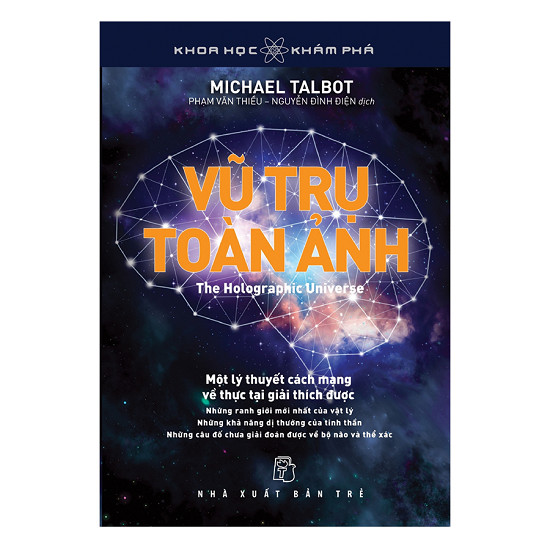 KHOA HỌC KHÁM PHÁ
MICHAEL TALBOT
PHẠM VĂN THIỀU – NGUYỄN ĐÌNH ĐIỆN dịch
VŨ TRỤ
TOÀN ẢNH
The Holographic Universe
Một lý thuyết cách mạng
về thực tại giải thích được
Những ranh giới mới nhất của vật lý
Những khả năng dị thường của tinh thần
Những câu đố chưa giải đoán được về bộ não và thể xác
NHÀ XUẤT BẢN TRẺ